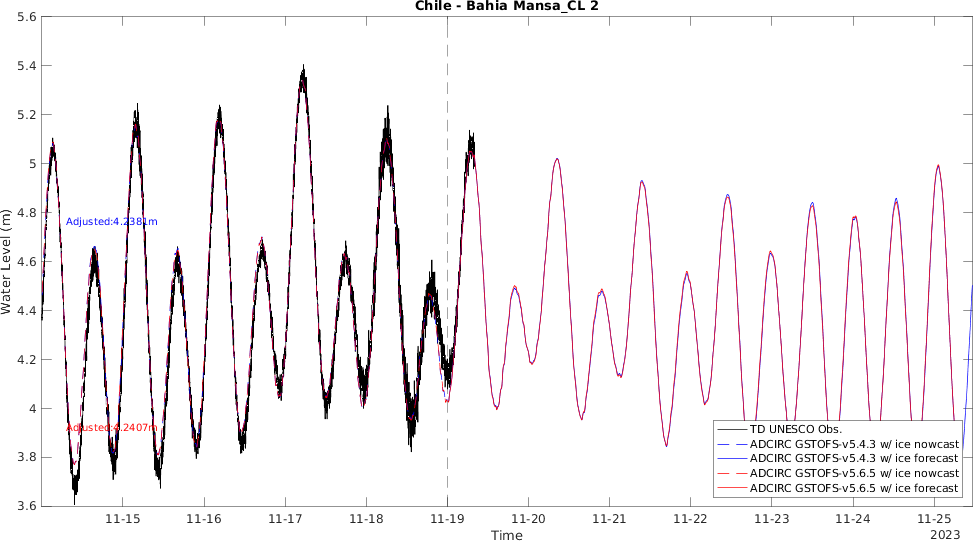 Chile - Bahia Mansa_CL 2
5.6
5.4
5.2
5
4.8
4.6
4.4
4.2
4
3.8
3.6
Water Level (m)
Adjusted:4.2381m
Adjusted:4.2407m
TD UNESCO Obs.
ADCIRC GSTOFS-v5.4.3 w/ ice nowcast
ADCIRC GSTOFS-v5.4.3 w/ ice forecast
ADCIRC GSTOFS-v5.6.5 w/ ice nowcast
ADCIRC GSTOFS-v5.6.5 w/ ice forecast
11-15 11-16 11-17 11-18 11-19 11-20 11-21 11-22 11-23 11-24 11-25
Time
2023